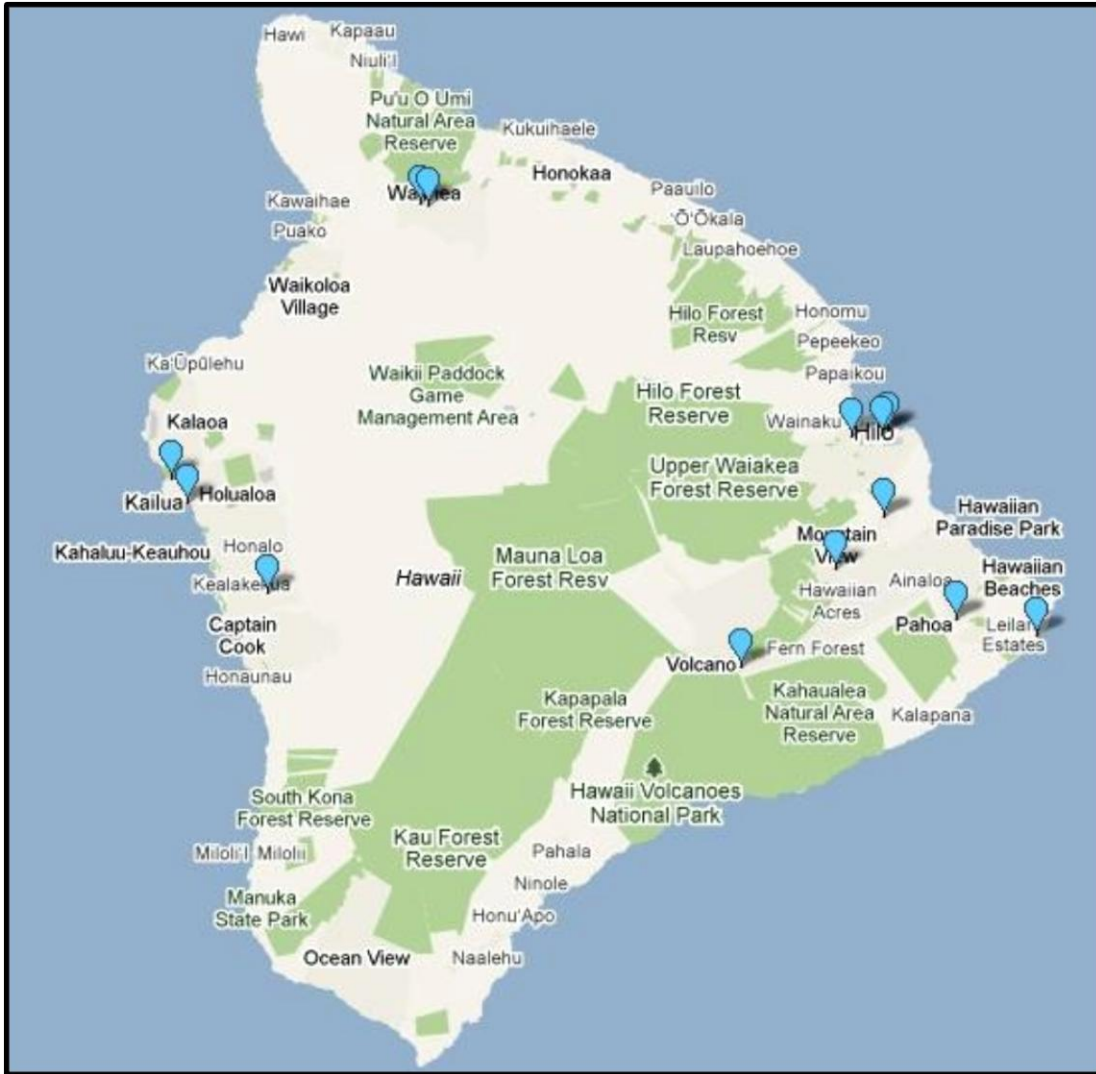 Hawi
Kapaau
Niuli'I
Pu'u O Umi
Natural Area
Reserve
Kukuihaele
Honokaa
Paauilo
'Ō'Ōkala
Laupahoehoe
Kawaihae
Puako
Waikoloa
Village
Hilo Forest
Resv
Honomu
Pepeekeo
Papaikou
Ka'Ūpūlehu
Waikii Paddock
Game
Management Area
Hilo Forest
Reserve
Wainaku
Hilo
Kalaoa
Upper Waiakea
Forest Reserve
Kailua
Holualoa
Hawaiian
Paradise Park
Kahaluu-Keauhou
Honalo
Mauna Loa
Forest Resv
Hawaii
Hawaiian
Beaches
Ainaloa
Hawaiian
Acres
Captain
Cook
Pahoa
Estates
Honaunau
Volcano
Fern Forest
Kapapala
Forest Reserve
Kahaualea
Natural Area
Reserve
Kalapana
Hawaii Volcanoes
National Park
South Kona
Forest Reserve
Kau Forest
Reserve
Miloli'I
Milolii
Pahala
Ninole
Manuka
State Park
Honu'Apo
Ocean View
Naalehu